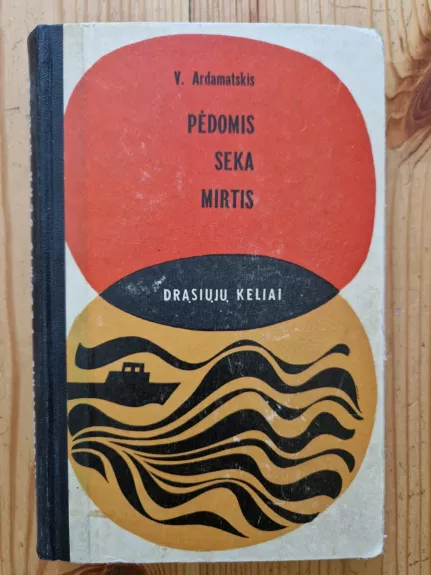 V. Ardamatskis
PĖDOMIS
SEKA
MIRTIS
DRĄSIŲJŲ KELIAI